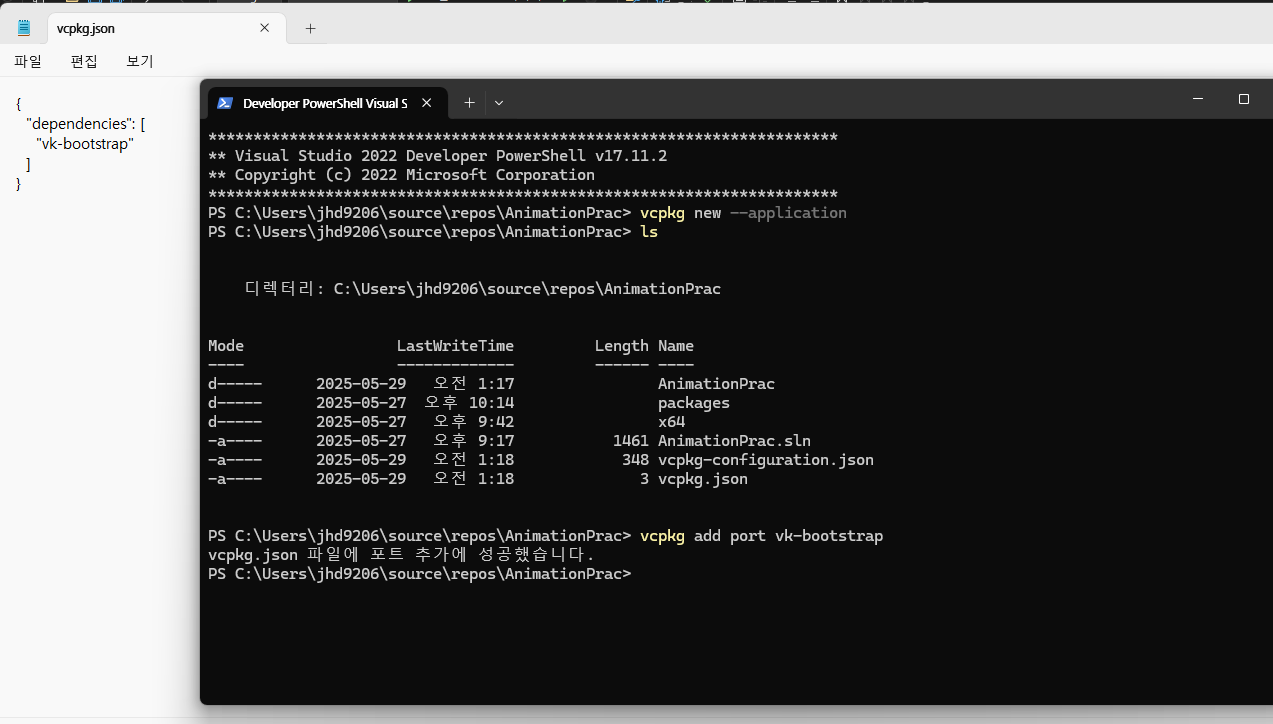 vcpkg.json
파일 편집 보기
{
"dependencies": [
"vk-bootstrap"
]
}
Developer PowerShell Visual S
**********************************************************************
** Visual Studio 2022 Developer PowerShell v17.11.2
** Copyright (c) 2022 Microsoft Corporation
**********************************************************************
PS C:\Users\jhd9206\source\repos\AnimationPrac> vcpkg new --application
PS C:\Users\jhd9206\source\repos\AnimationPrac> ls
디렉터리: C:\Users\jhd9206\source\repos\AnimationPrac
Mode LastWriteTime Length Name
---- ------------- ------ ----
d----- 2025-05-29 오전 1:17 AnimationPrac
d----- 2025-05-27 오후 10:14 packages
d----- 2025-05-27 오후 9:42 x64
-a---- 2025-05-27 오후 9:17 1461 AnimationPrac.sln
-a---- 2025-05-29 오전 1:18 348 vcpkg-configuration.json
-a---- 2025-05-29 오전 1:18 3 vcpkg.json
PS C:\Users\jhd9206\source\repos\AnimationPrac> vcpkg add port vk-bootstrap
vcpkg.json 파일에 포트 추가에 성공했습니다.
PS C:\Users\jhd9206\source\repos\AnimationPrac>